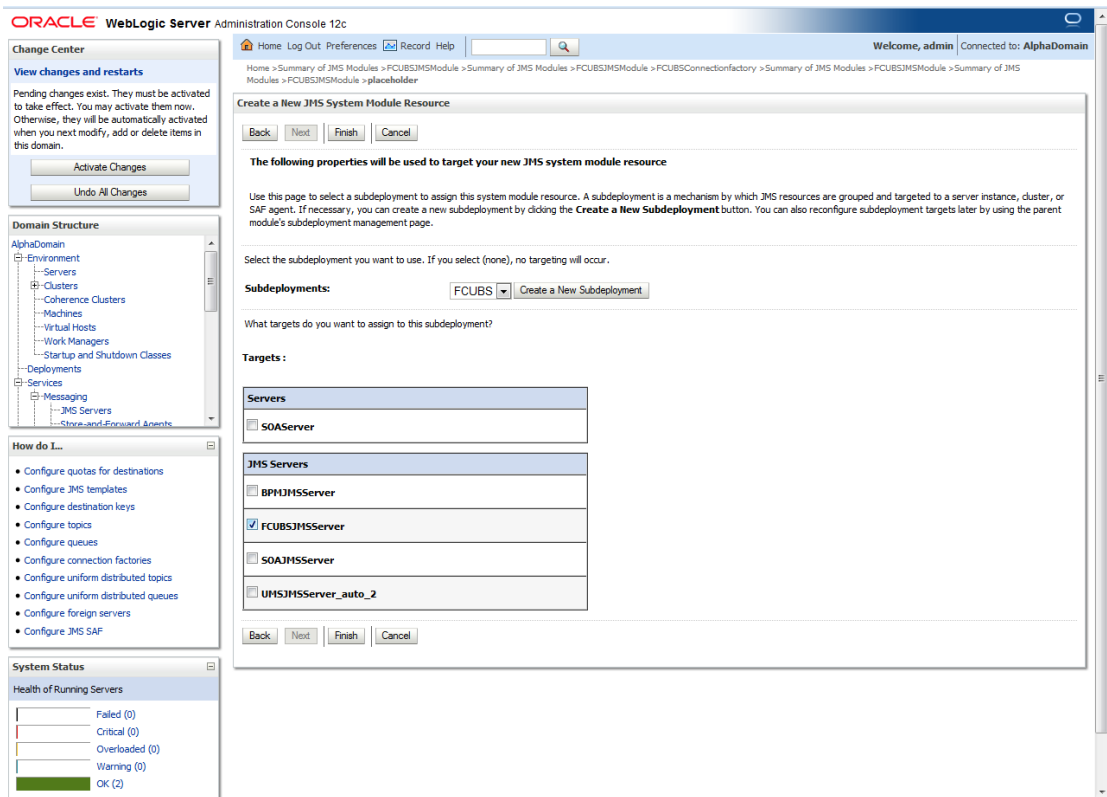 ORACLE WebLogic Server Administration Console 12c
Change Center
View changes and restarts
Pending changes exist. They must be activated
to take effect. You may activate them now.
Otherwise, they will be automatically activated
when you next modify, add or delete items in
this domain.
Activate Changes
Undo All Changes
Domain Structure
AlphaDomain
Environment
Servers
Clusters
Coherence Clusters
Machines
Virtual Hosts
Work Managers
Startup and Shutdown Classes
Deployments
Services
Messaging
JMS Servers
Store-and-Forward Agents
How do I...
Configure quotas for destinations
Configure JMS templates
Configure destination keys
Configure topics
Configure queues
Configure connection factories
Configure uniform distributed topics
Configure uniform distributed queues
Configure foreign servers
Configure JMS SAF
System Status
Health of Running Servers
Failed (0)
Critical (0)
Overloaded (0)
Warning (0)
OK (2)
Home Log Out Preferences Record Help
Welcome, admin Connected to: AlphaDomain
Home >Summary of JMS Modules >FCUBSJMSModule >Summary of JMS Modules >FCUBSJMSModule >FCUBSConnectionfactory >Summary of JMS Modules >FCUBSJMSModule >Summary of JMS
Modules >FCUBSJMSModule >placeholder
Create a New JMS System Module Resource
Back Next Finish Cancel
The following properties will be used to target your new JMS system module resource
Use this page to select a subdeployment to assign this system module resource. A subdeployment is a mechanism by which JMS resources are grouped and targeted to a server instance, cluster, or
SAF agent. If necessary, you can create a new subdeployment by clicking the Create a New Subdeployment button. You can also reconfigure subdeployment targets later by using the parent
module's subdeployment management page.
Select the subdeployment you want to use. If you select (none), no targeting will occur.
Subdeployments: FCUBS Create a New Subdeployment
What targets do you want to assign to this subdeployment?
Targets :
Servers
SOAServer
JMS Servers
BPMJMSServer
FCUBSJMSServer
SOAJMSServer
UMSJMSServer_auto_2
Back Next Finish Cancel